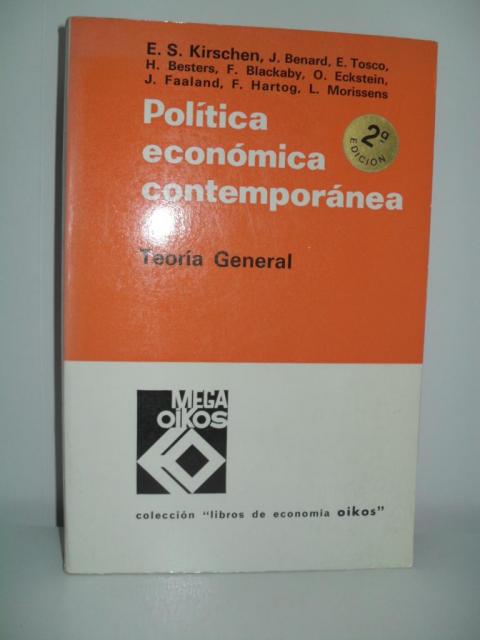 E. S. Kirschen, J. Benard, E. Tosco,
H. Besters, F. Blackaby, O. Eckstein,
J. Faaland, F. Hartog, L. Morissens
Política
económica
contemporánea
2ª
EDICION
Teoría General
MEGA
OIKOS
colección "libros de economía oikos"